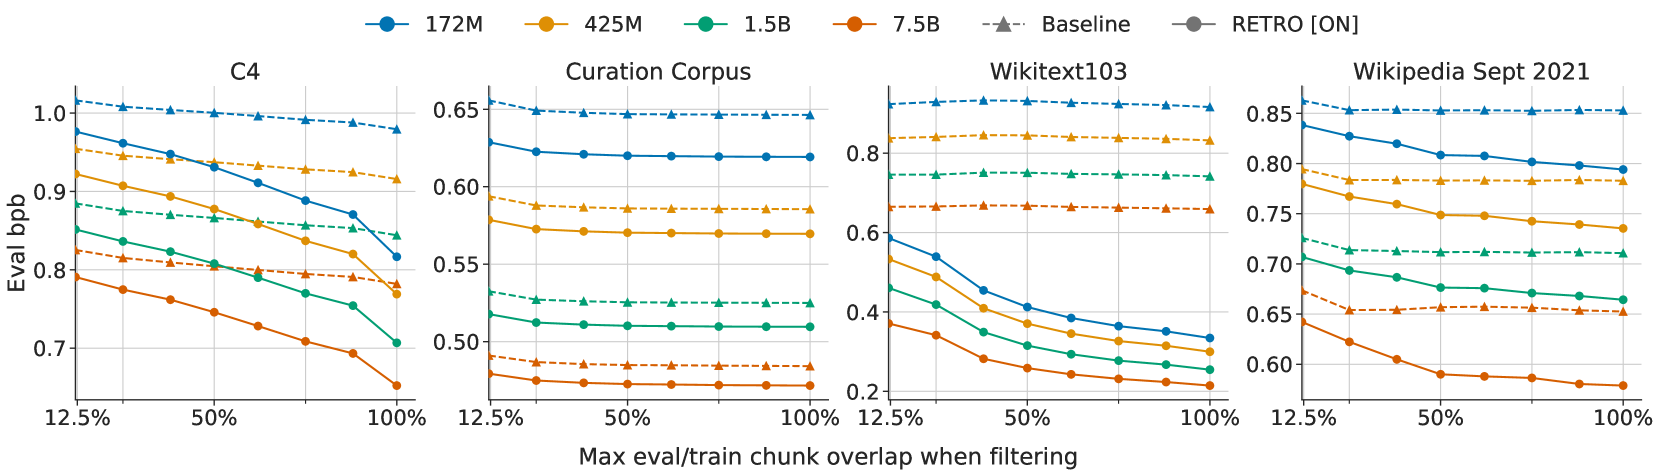 172M 425M 1.5B 7.5B Baseline RETRO [ON]
C4 Curation Corpus Wikitext103 Wikipedia Sept 2021
Eval bpb
1.0
0.9
0.8
0.7
12.5% 50% 100%
0.65
0.60
0.55
0.50
12.5% 50% 100%
0.8
0.6
0.4
0.2
12.5% 50% 100%
0.85
0.80
0.75
0.70
0.65
0.60
12.5% 50% 100%
Max eval/train chunk overlap when filtering